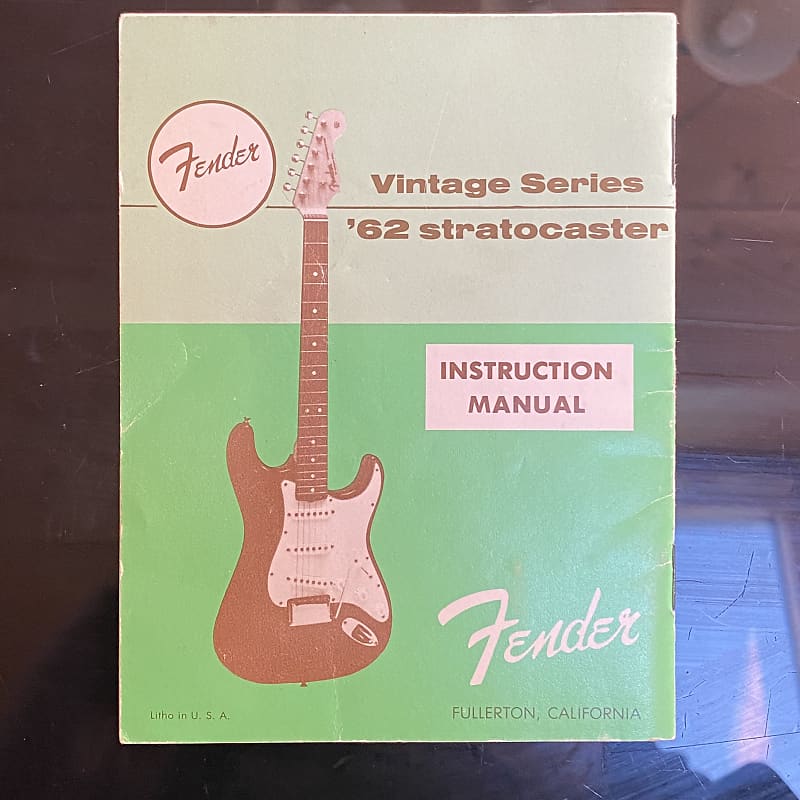 Fender
Vintage Series
'62 stratocaster
INSTRUCTION
MANUAL
Fender
Litho in U. S. A.
FULLERTON, CALIFORNIA